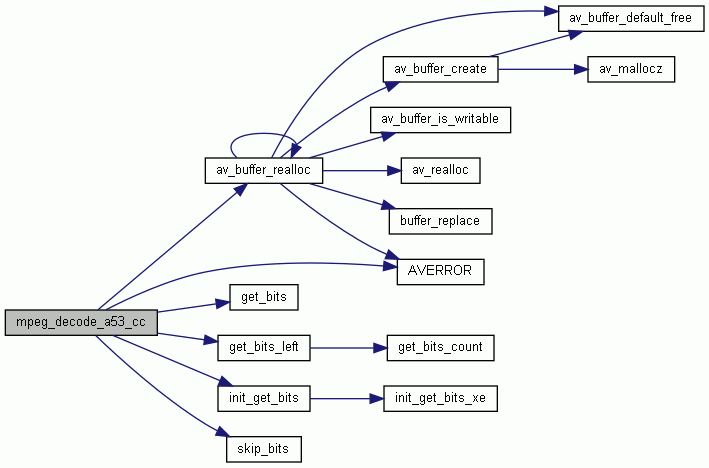 av_buffer_default_free
av_buffer_create
av_mallocz
av_buffer_is_writable
av_buffer_realloc
av_realloc
buffer_replace
AVERROR
get_bits
mpeg_decode_a53_cc
get_bits_left
get_bits_count
init_get_bits
init_get_bits_xe
skip_bits